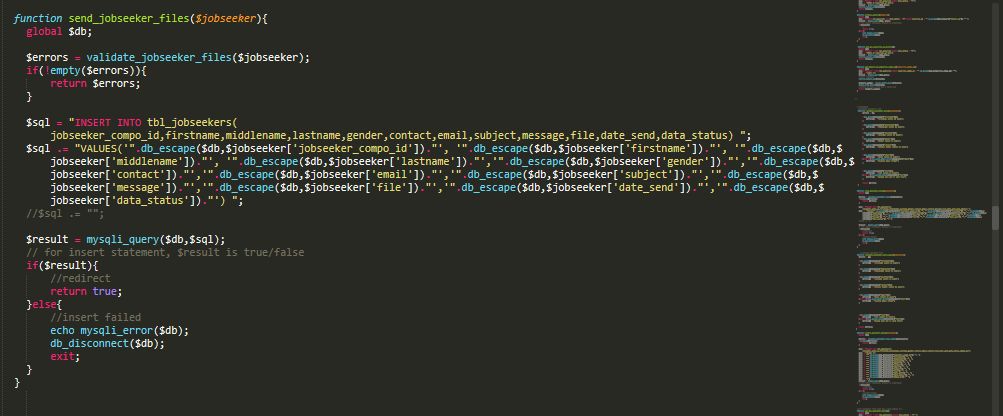 function send_jobseeker_files($jobseeker){
global $db;
$errors = validate_jobseeker_files($jobseeker);
if(!empty($errors)){
return $errors;
}
$sql = "INSERT INTO tbl_jobseekers(
jobseeker_compo_id,firstname,middlename,lastname,gender,contact,email,subject,message,file,date_send,data_status) ";
$sql .= "VALUES('".db_escape($db,$jobseeker['jobseeker_compo_id'])."', '".db_escape($db,$jobseeker['firstname'])."', '".db_escape($db,$
jobseeker['middlename'])."', '".db_escape($db,$jobseeker['lastname'])."','".db_escape($db,$jobseeker['gender'])."','".db_escape($db,$
jobseeker['contact'])."','".db_escape($db,$jobseeker['email'])."','".db_escape($db,$jobseeker['subject'])."','".db_escape($db,$
jobseeker['message'])."','".db_escape($db,$jobseeker['file'])."','".db_escape($db,$jobseeker['date_send'])."','".db_escape($db,$
jobseeker['data_status'])."') ";
//$sql .= "";
$result = mysqli_query($db,$sql);
// for insert statement, $result is true/false
if($result){
//redirect
return true;
}else{
//insert failed
echo mysqli_error($db);
db_disconnect($db);
exit;
}
}